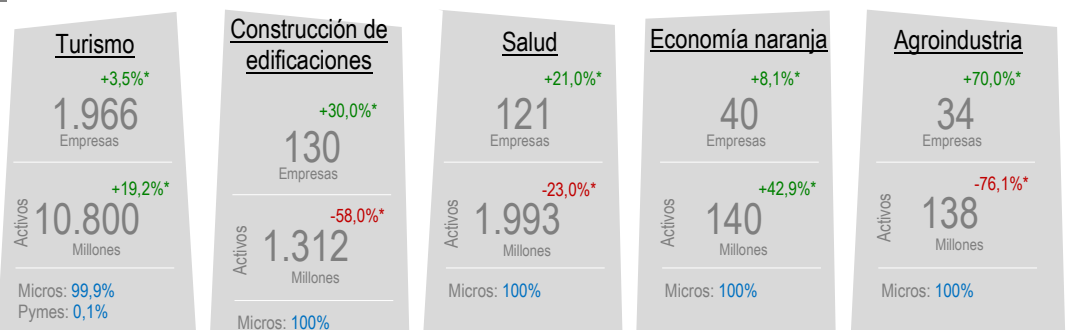 Turismo
+3,5%*
1.966
Empresas
+19,2%*
Activos
10.800
Millones
Micros: 99,9%
Pymes: 0,1%
Construcción de
edificaciones
+30,0%*
130
Empresas
-58,0%*
Activos
1.312
Millones
Micros: 100%
Salud
+21,0%*
121
Empresas
-23,0%*
Activos
1.993
Millones
Micros: 100%
Economía naranja
+8,1%*
40
Empresas
+42,9%*
Activos
140
Millones
Micros: 100%
Agroindustria
+70,0%*
34
Empresas
-76,1%*
Activos
138
Millones
Micros: 100%